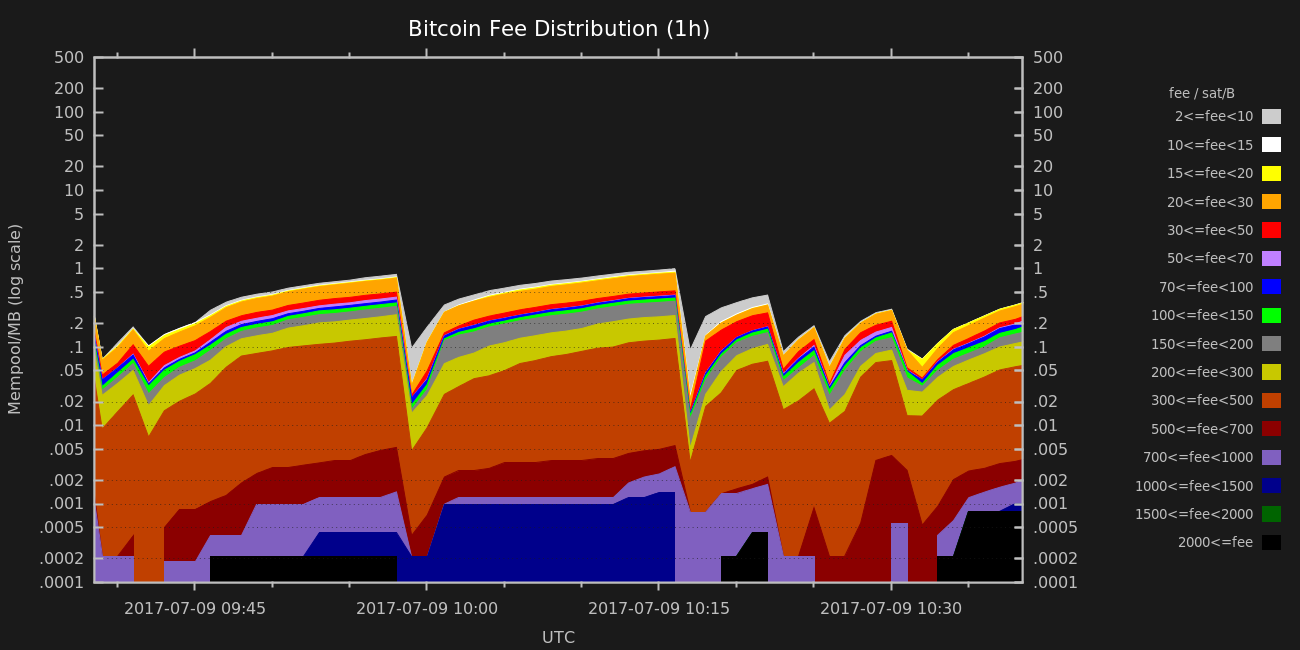 Bitcoin Fee Distribution (1h)
Mempool/MB (log scale)
500
200
100
50
20
10
5
2
1
.5
.2
.1
.05
.02
.01
.005
.002
.001
.0005
.0002
.0001
500
200
100
50
20
10
5
2
1
.5
.2
.1
.05
.02
.01
.005
.002
.001
.0005
.0002
.0001
2017-07-09 09:45
2017-07-09 10:00
2017-07-09 10:15
2017-07-09 10:30
UTC
fee / sat/B
2<=fee<10
10<=fee<15
15<=fee<20
20<=fee<30
30<=fee<50
50<=fee<70
70<=fee<100
100<=fee<150
150<=fee<200
200<=fee<300
300<=fee<500
500<=fee<700
700<=fee<1000
1000<=fee<1500
1500<=fee<2000
2000<=fee